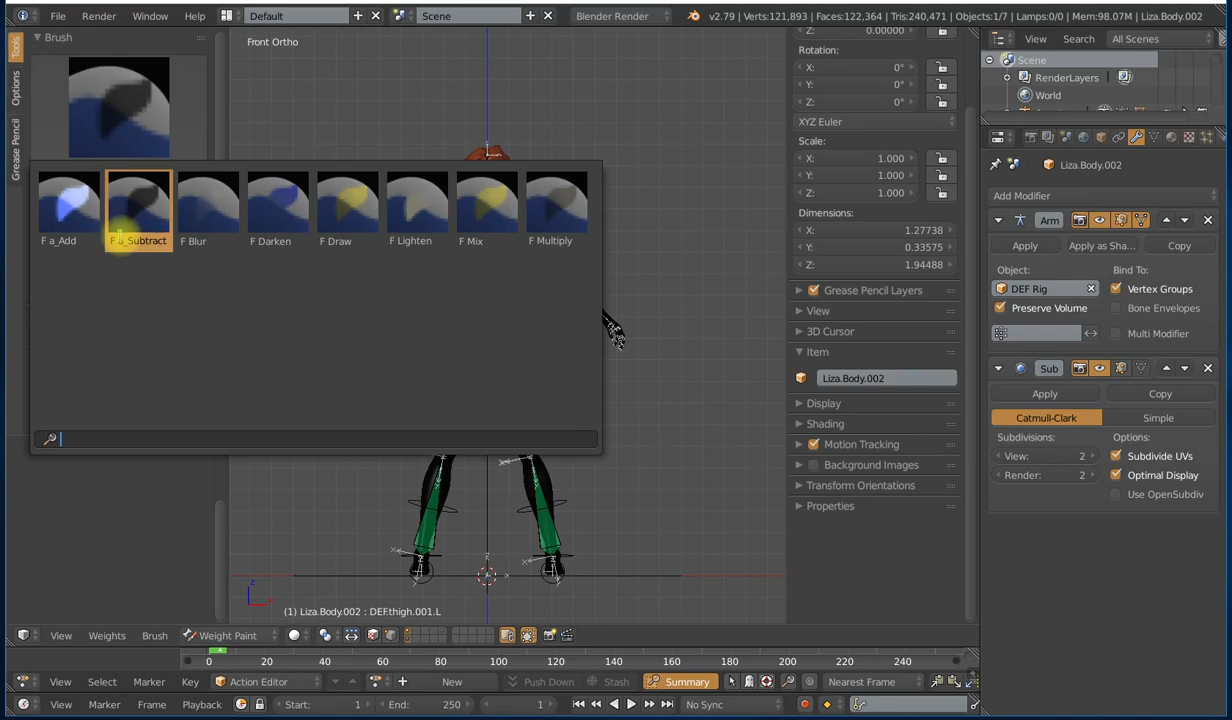 File Render Window Help Default Scene Blender Render v2.79 | Verts:121,893 | Faces:122,364 | Tris:240,471 | Objects:1/7 | Lamps:0/0 | Mem:98.07M | Liza.Body.002
Tools
Options
Grease Pencil
Brush
F a_Add
F a_Subtract
F Blur
F Darken
F Draw
F Lighten
F Mix
F Multiply
Front Ortho
(1) Liza.Body.002 : DEF.thigh.001.L
Z: 0.00000
Rotation:
X: 0°
Y: 0°
Z: 0°
XYZ Euler
Scale:
X: 1.000
Y: 1.000
Z: 1.000
Dimensions:
X: 1.27738
Y: 0.33575
Z: 1.94488
Grease Pencil Layers
View
3D Cursor
Item
Liza.Body.002
Display
Shading
Motion Tracking
Background Images
Transform Orientations
Properties
View Search All Scenes
Scene
RenderLayers
World
Liza.Body.002
Add Modifier
Arm
Apply Apply as Sha... Copy
Object: Bind To:
DEF Rig Vertex Groups
Preserve Volume Bone Envelopes
Multi Modifier
Sub
Apply Copy
Catmull-Clark Simple
Subdivisions: Options:
View: 2 Subdivide UVs
Render: 2 Optimal Display
Use OpenSubdiv
View Weights Brush Weight Paint
1
0 20 40 60 80 100 120 140 160 180 200 220 240
View Select Marker Key Action Editor New Push Down Stash Summary Nearest Frame
View Marker Frame Playback Start: 1 End: 250 1 No Sync